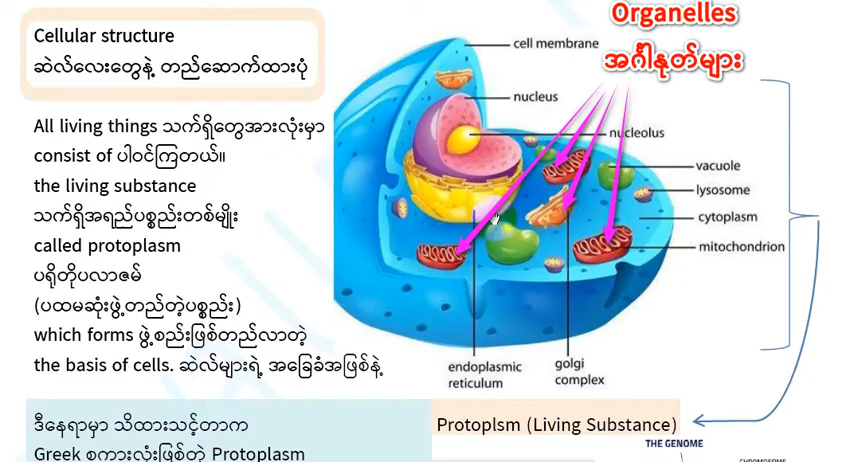 Cellular structure
ဆဲလ်လေးတွေနဲ့ တည်ဆောက်ထားပုံ
All living things သက်ရှိတွေအားလုံးမှာ
consist of ပါဝင်ကြတယ်။
the living substance
သက်ရှိအရည်ပစ္စည်းတစ်မျိုး
called protoplasm
ပရိုတိုပလာဇမ်
(ပထမဆုံးဖွဲ့တည်တဲ့ပစ္စည်း)
which forms ဖွဲ့စည်းဖြစ်တည်လာတဲ့
the basis of cells. ဆဲလ်များရဲ့ အခြေခံအဖြစ်နဲ့
Organelles
အင်္ဂါနုတ်များ
cell membrane
nucleus
nucleolus
vacuole
lysosome
cytoplasm
mitochondrion
endoplasmic
reticulum
golgi
complex
ဒီနေရာမှာ သိထားသင့်တာက
Greek စကားလုံးဖြစ်တဲ့ Protoplasm
Protoplsm (Living Substance)
THE GENOME
CHROMOSOME